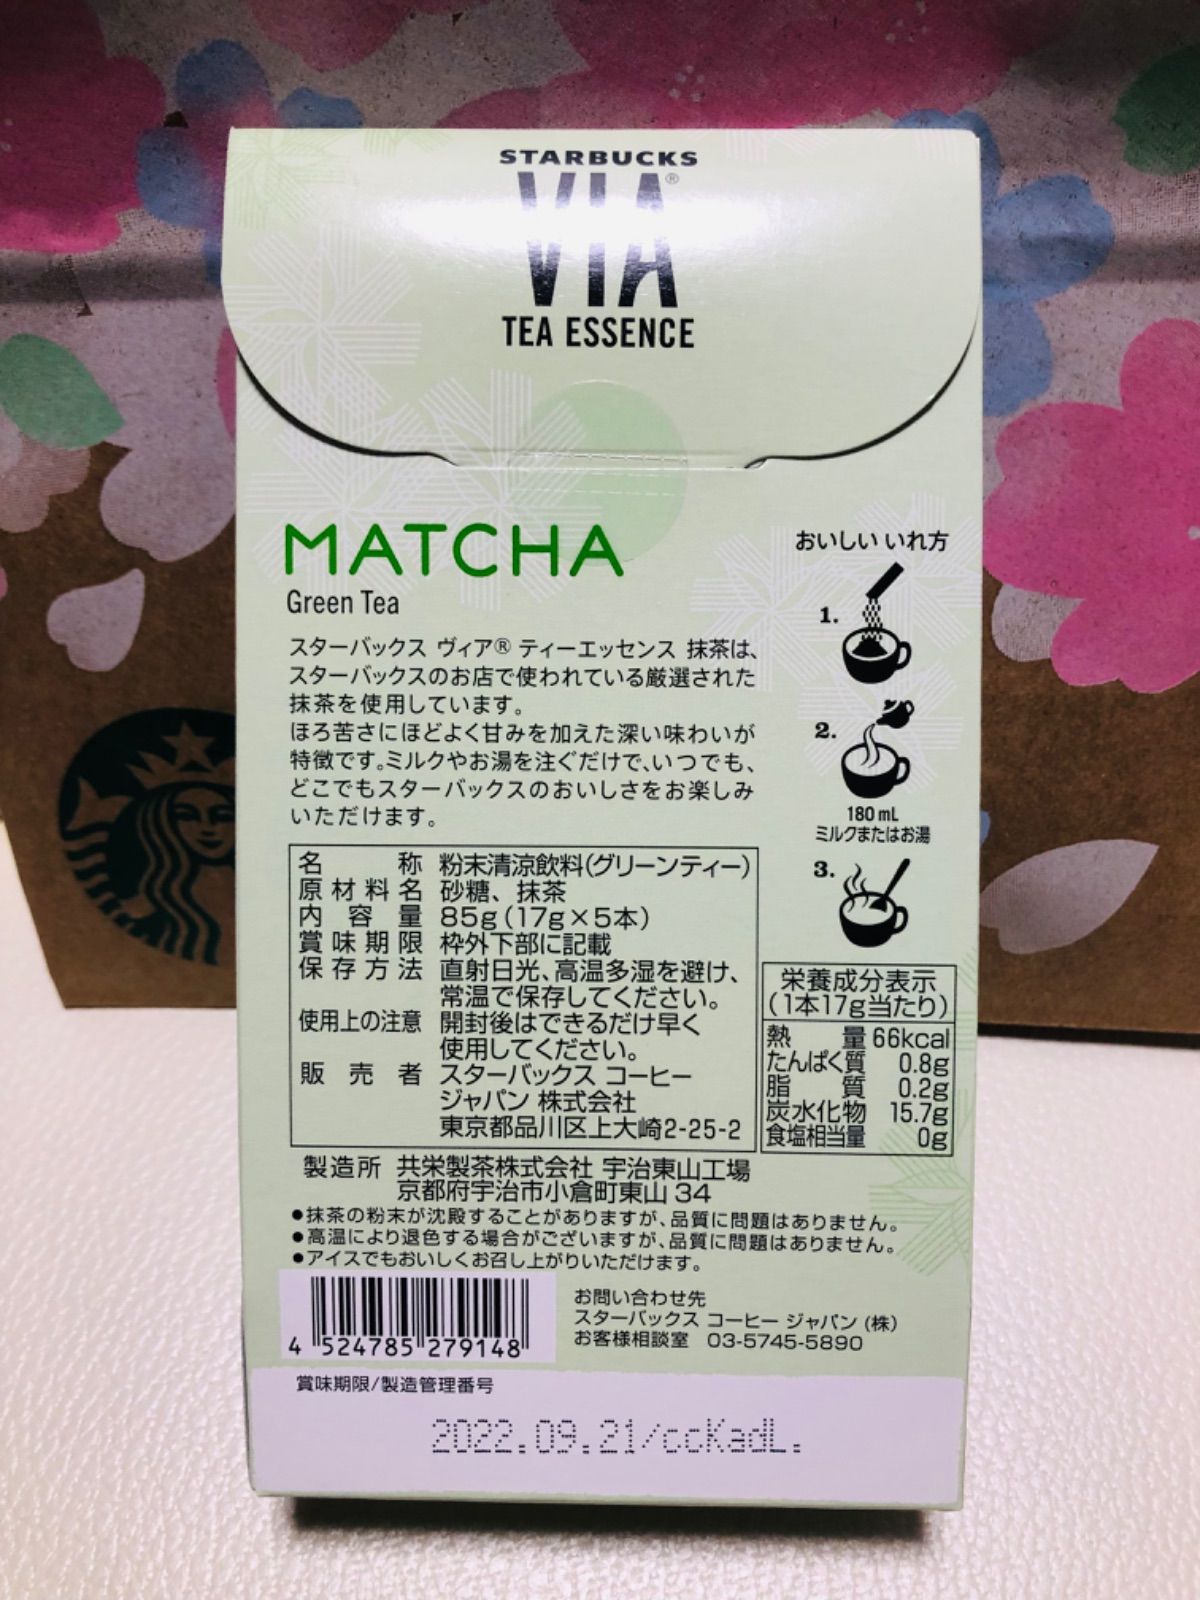 STARBUCKS
VIA®
TEA ESSENCE
MATCHA
Green Tea
スターバックス ヴィア® ティーエッセンス 抹茶は、
スターバックスのお店で使われている厳選された
抹茶を使用しています。
ほろ苦さにほどよく甘みを加えた深い味わいが
特徴です。ミルクやお湯を注ぐだけで、いつでも、
どこでもスターバックスのおいしさをお楽しみ
いただけます。
おいしい いれ方
1.
2.
180 mL
ミルクまたはお湯
3.
名称 粉末清涼飲料(グリーンティー)
原材料名 砂糖、抹茶
内容量 85g(17g×5本)
賞味期限 枠外下部に記載
保存方法 直射日光、高温多湿を避け、
常温で保存してください。
使用上の注意 開封後はできるだけ早く
使用してください。
販売者 スターバックス コーヒー
ジャパン 株式会社
東京都品川区上大崎2-25-2
栄養成分表示
(1本17g当たり)
熱量 66kcal
たんぱく質 0.8g
脂質 0.2g
炭水化物 15.7g
食塩相当量 0g
製造所 共栄製茶株式会社 宇治東山工場
京都府宇治市小倉町東山 34
●抹茶の粉末が沈殿することがありますが、品質に問題はありません。
●高温により退色する場合がございますが、品質に問題はありません。
●アイスでもおいしくお召し上がりいただけます。
4 524785 279148
お問い合わせ先
スターバックス コーヒー ジャパン (株)
お客様相談室 03-5745-5890
賞味期限/製造管理番号
2022.09.21/ccKadL.